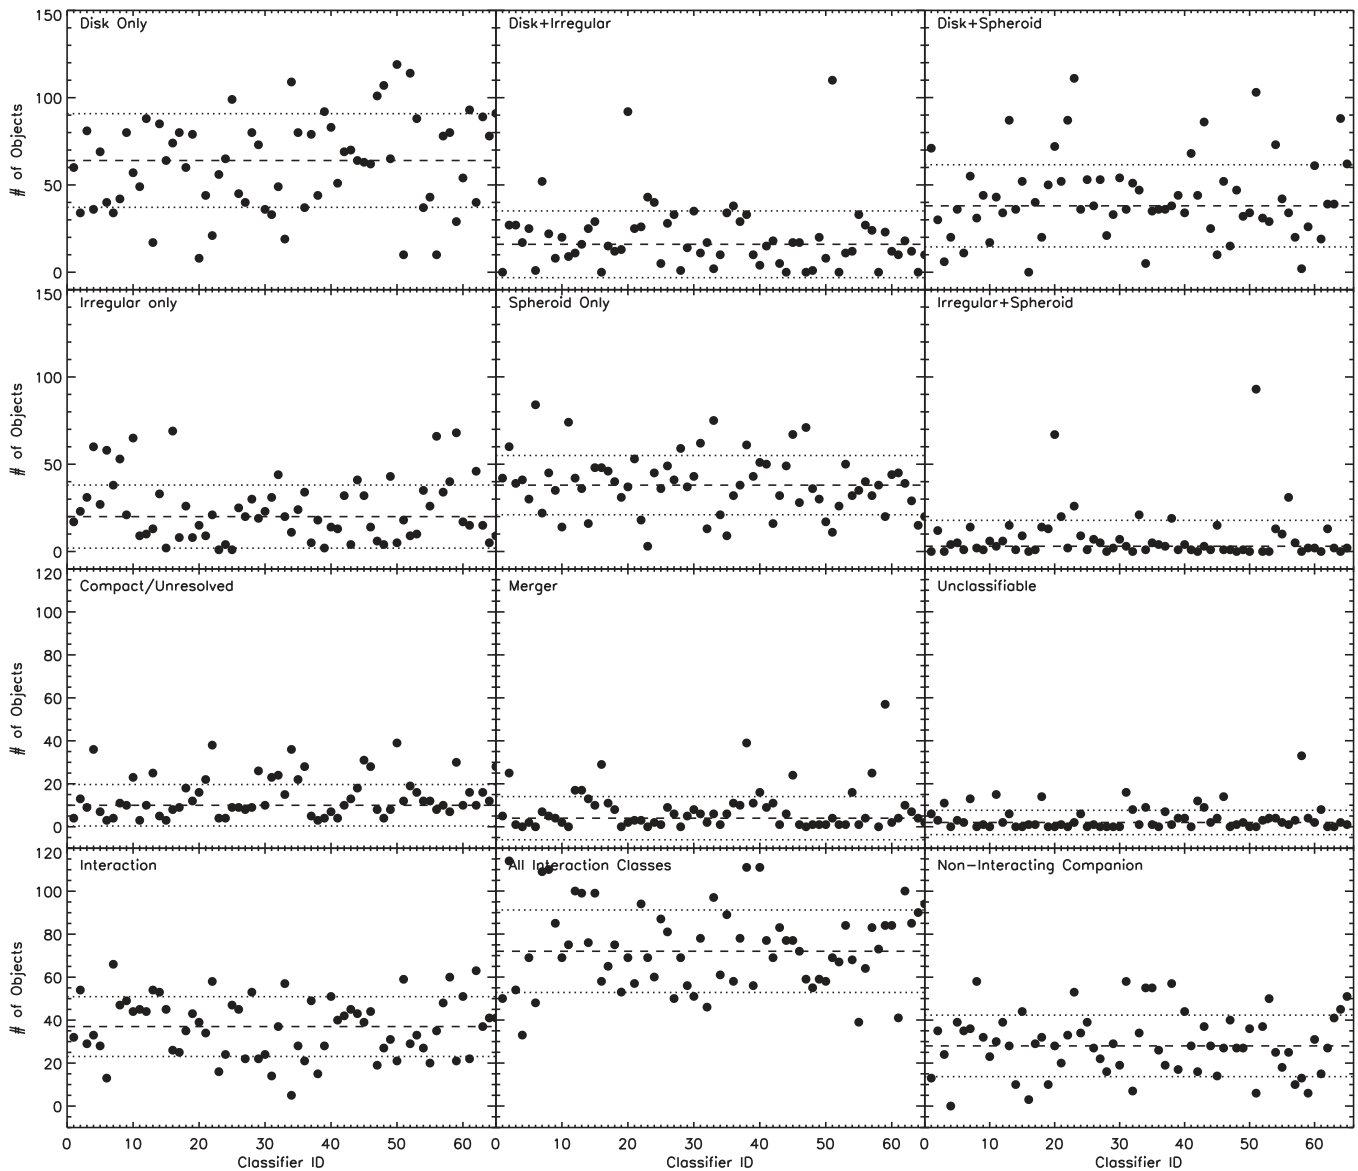 150
Disk Only
Disk+Irregular
Disk+Spheroid
100
# of Objects
50
0
150
Irregular only
Spheroid Only
Irregular+Spheroid
100
# of Objects
50
0
120
Compact/Unresolved
Merger
Unclassifiable
100
80
# of Objects
60
40
20
0
120
Interaction
All Interaction Classes
Non-Interacting Companion
100
80
# of Objects
60
40
20
0
0 10 20 30 40 50 60
0 10 20 30 40 50 60
0 10 20 30 40 50 60
Classifier ID
Classifier ID
Classifier ID